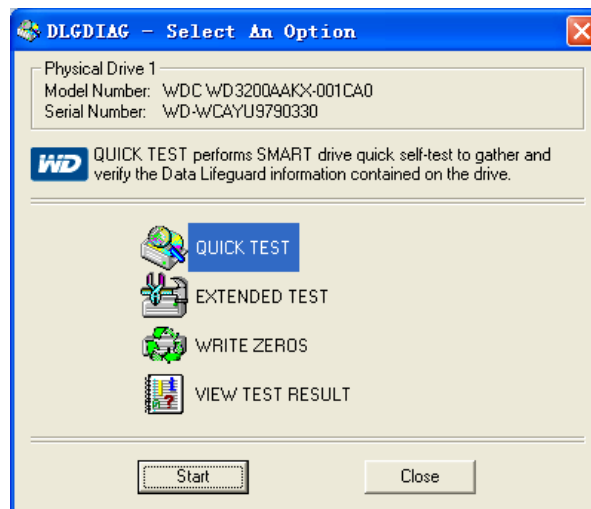 DLGDIAG - Select An Option
Physical Drive 1
Model Number: WDC WD3200AAKX-001CA0
Serial Number: WD-WCAYU9790330
WD QUICK TEST performs SMART drive quick self-test to gather and
verify the Data Lifeguard information contained on the drive.
QUICK TEST
EXTENDED TEST
WRITE ZEROS
VIEW TEST RESULT
Start Close